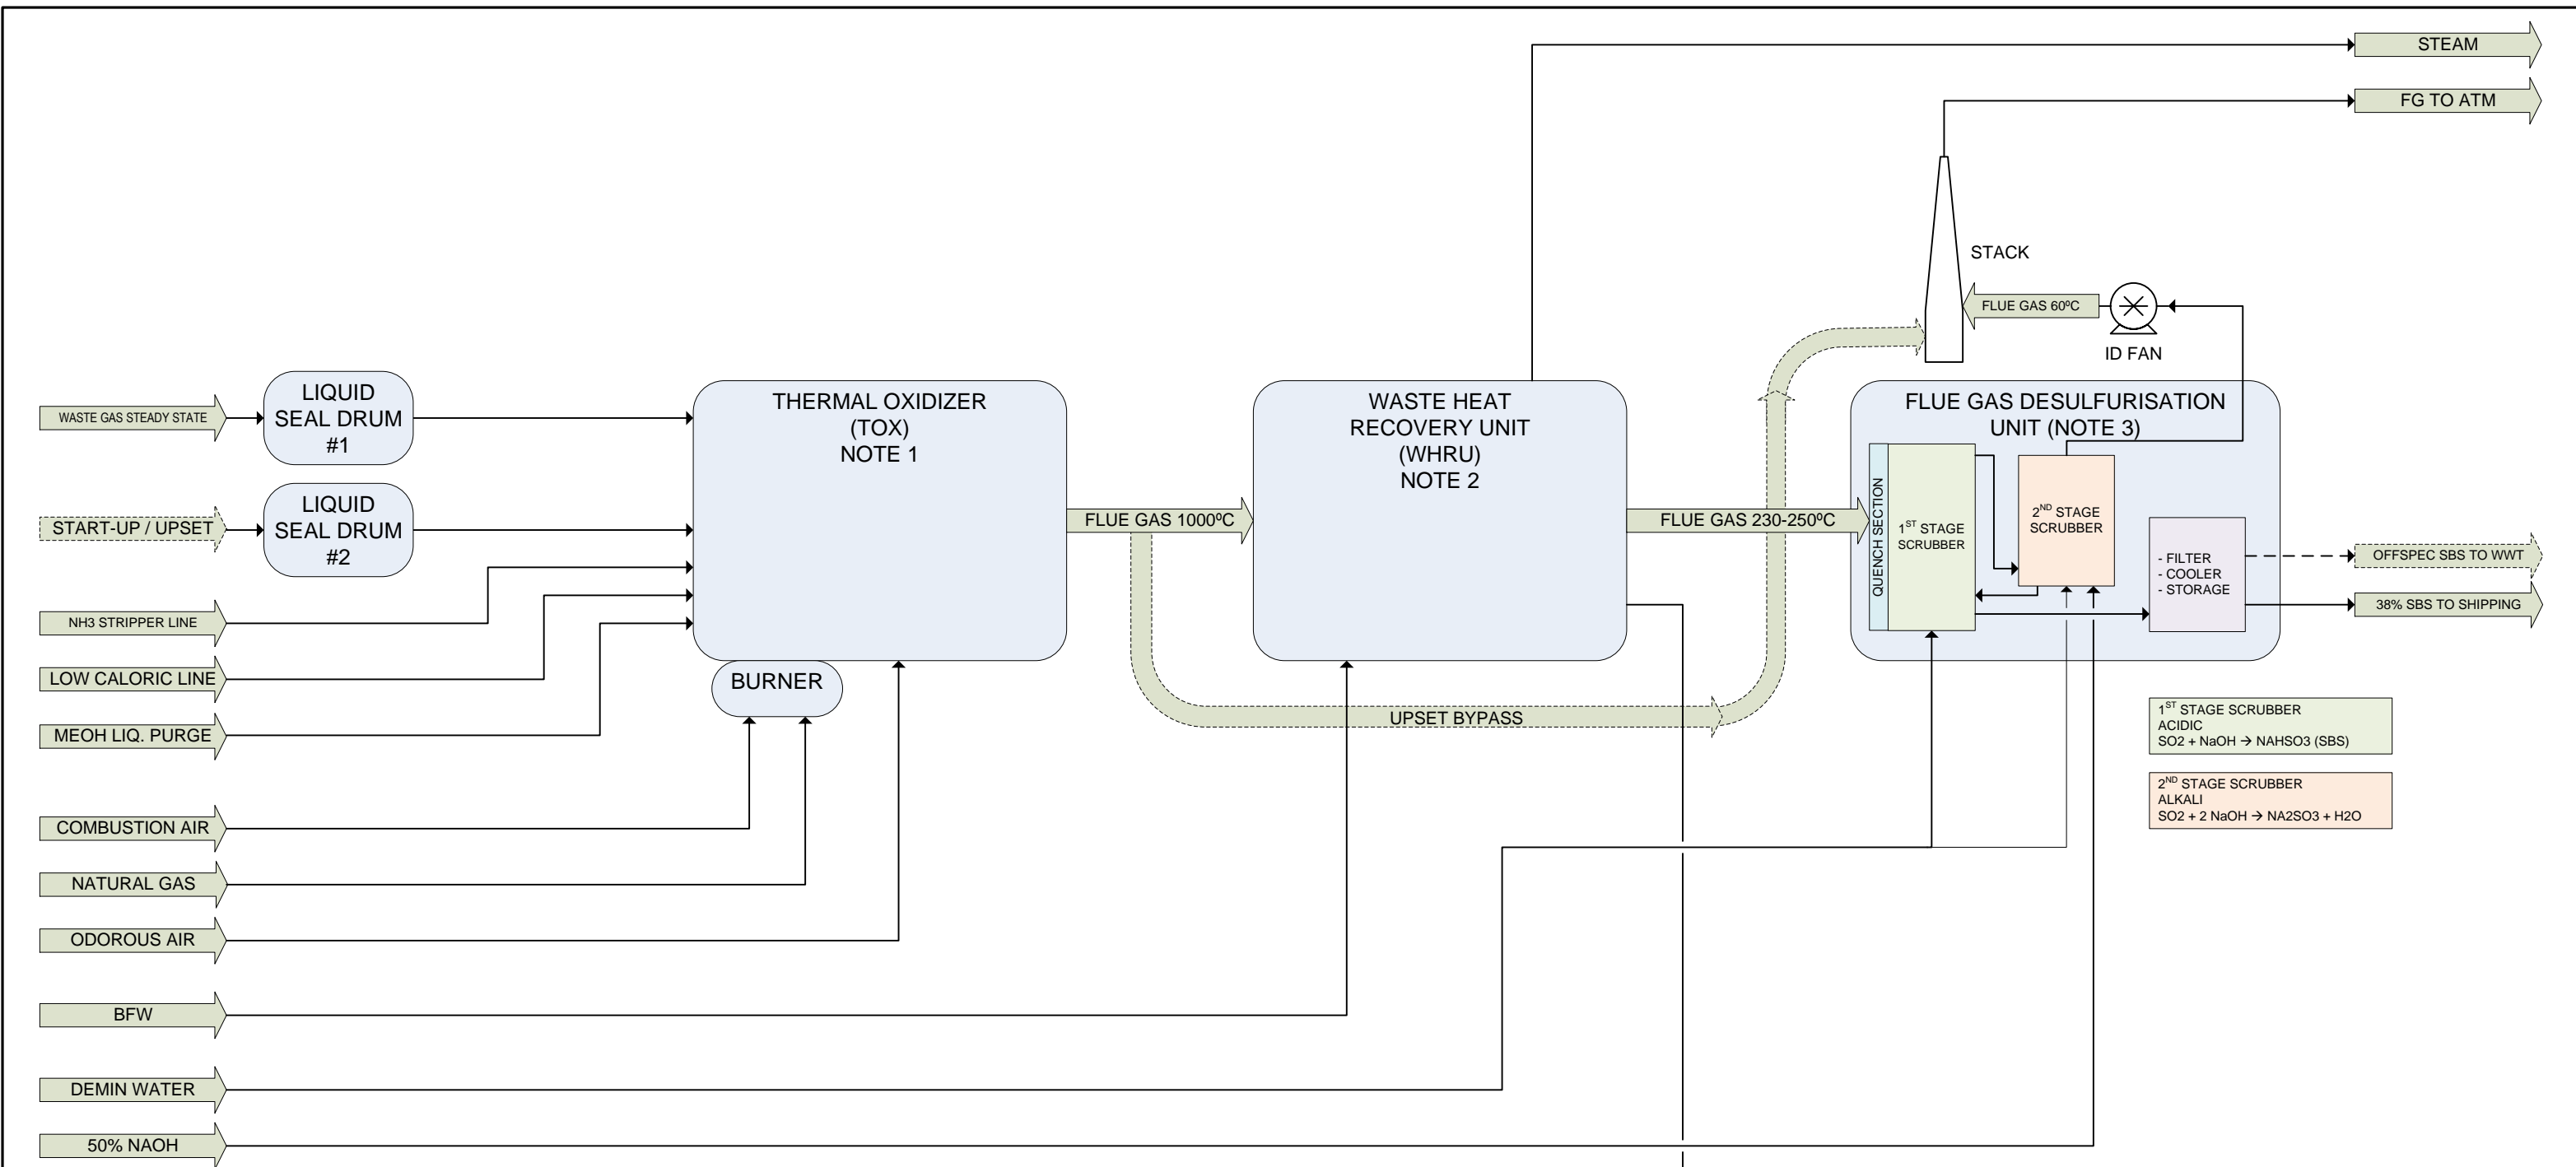 STEAM
FG TO ATM
STACK
FLUE GAS 60ºC
ID FAN
WASTE GAS STEADY STATE
LIQUID
SEAL DRUM
#1
THERMAL OXIDIZER
(TOX)
NOTE 1
WASTE HEAT
RECOVERY UNIT
(WHRU)
NOTE 2
FLUE GAS DESULFURISATION
UNIT (NOTE 3)
START-UP / UPSET
LIQUID
SEAL DRUM
#2
FLUE GAS 1000ºC
FLUE GAS 230-250ºC
QUENCH SECTION
1ST STAGE
SCRUBBER
2ND STAGE
SCRUBBER
- FILTER
- COOLER
- STORAGE
OFFSPEC SBS TO WWT
38% SBS TO SHIPPING
NH3 STRIPPER LINE
LOW CALORIC LINE
MEOH LIQ. PURGE
BURNER
UPSET BYPASS
1ST STAGE SCRUBBER
ACIDIC
SO2 + NaOH → NAHSO3 (SBS)
2ND STAGE SCRUBBER
ALKALI
SO2 + 2 NaOH → NA2SO3 + H2O
COMBUSTION AIR
NATURAL GAS
ODOROUS AIR
BFW
DEMIN WATER
50% NAOH